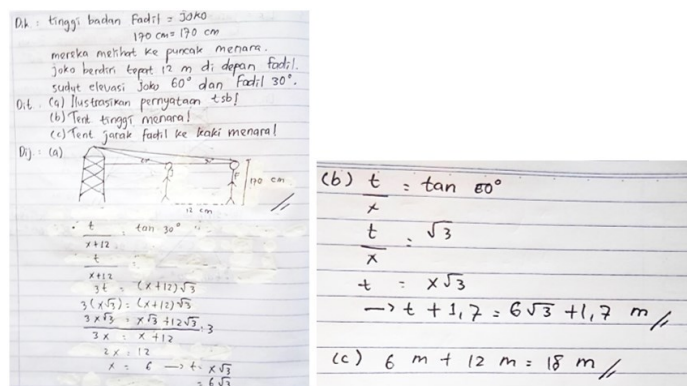 Dik : tinggi badan Fadil = Joko
170 cm = 170 cm
mereka melihat ke puncak menara.
joko berdiri tepat 12 m di depan fadil.
sudut elevasi joko 60° dan Fadil 30°.
Dit : (a) Ilustrasikan pernyataan tsb!
(b) Tent tinggi menara!
(c) Tent jarak fadil ke kaki menara!
Dij : (a)
170 cm
12 cm
t / x+12 = tan 30°
t / x+12 =
3t = (x+12)√3
3(x√3) = (x+12)√3
3x√3 = x√3 + 12√3 : 3
3x = x + 12
2x = 12
x = 6 → t = x√3
= 6√3
(b) t / x = tan 60°
t / x = √3
t = x√3
→ t + 1,7 = 6√3 + 1,7 m
(c) 6 m + 12 m = 18 m